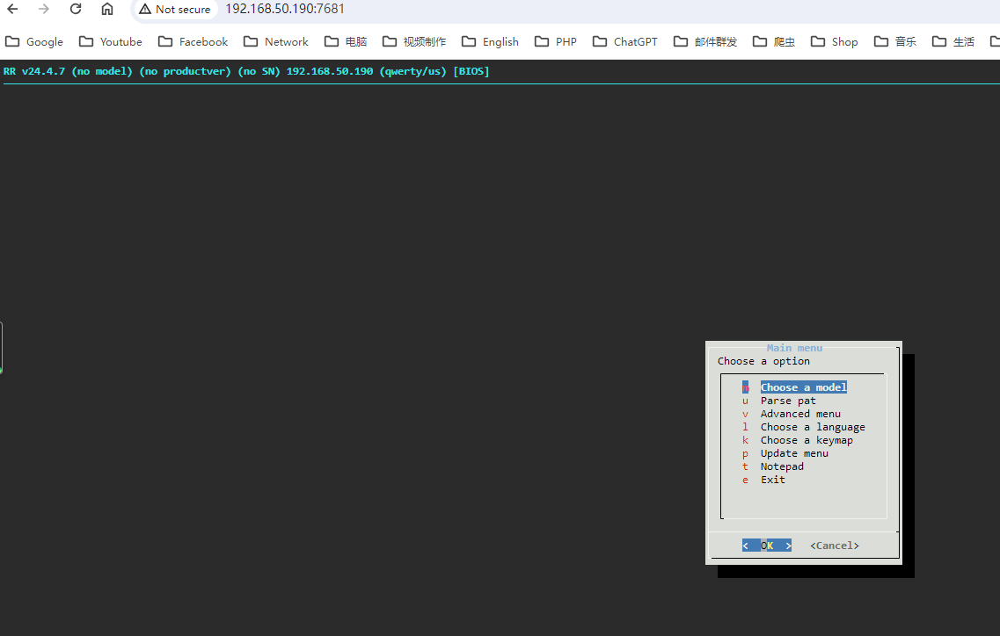 Not secure 192.168.50.190:7681
Google Youtube Facebook Network 电脑 视频制作 English PHP ChatGPT 邮件群发 爬虫 Shop 音乐 生活
RR v24.4.7 (no model) (no productver) (no SN) 192.168.50.190 (qwerty/us) [BIOS]
Main menu
Choose a option
m Choose a model
u Parse pat
v Advanced menu
l Choose a language
k Choose a keymap
p Update menu
t Notepad
e Exit
< OK > <Cancel>